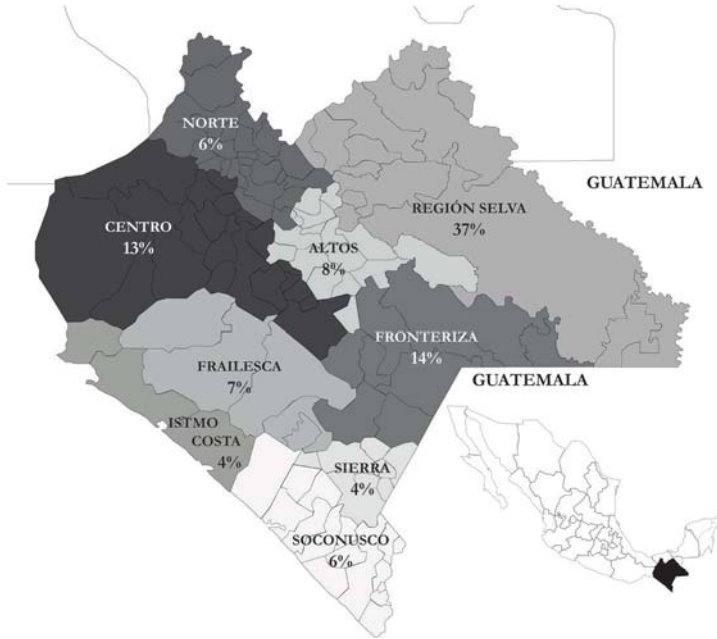 NORTE
6%
GUATEMALA
REGIÓN SELVA
37%
CENTRO
13%
ALTOS
8%
FRONTERIZA
14%
FRAILESCA
7%
GUATEMALA
ISTMO
COSTA
4%
SIERRA
4%
SOCONUSCO
6%